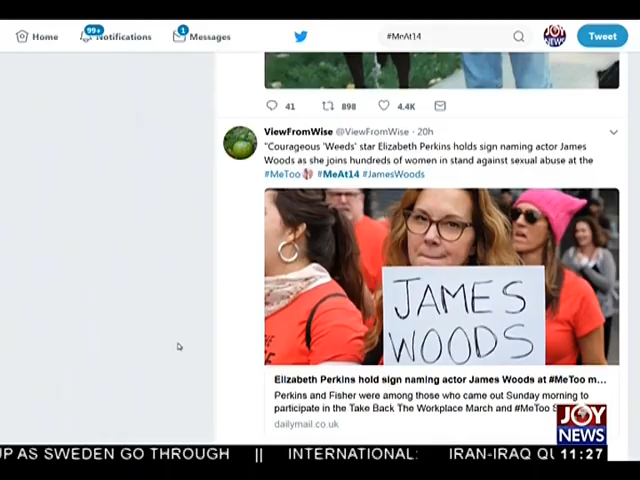 Home
99+
Notifications
1
Messages
#MeAt14
JOY
NEWS
Tweet
41
898
4.4K
ViewFromWise @ViewFromWise · 20h
"Courageous 'Weeds' star Elizabeth Perkins holds sign naming actor James
Woods as she joins hundreds of women in stand against sexual abuse at the
#MeToo #MeAt14 #JamesWoods
JAMES
WOODS
Elizabeth Perkins hold sign naming actor James Woods at #MeToo m...
Perkins and Fisher were among those who came out Sunday morning to
participate in the Take Back The Workplace March and #MeToo S
dailymail.co.uk
JOY
NEWS
UP AS SWEDEN GO THROUGH || INTERNATIONAL: IRAN-IRAQ QU
11:27